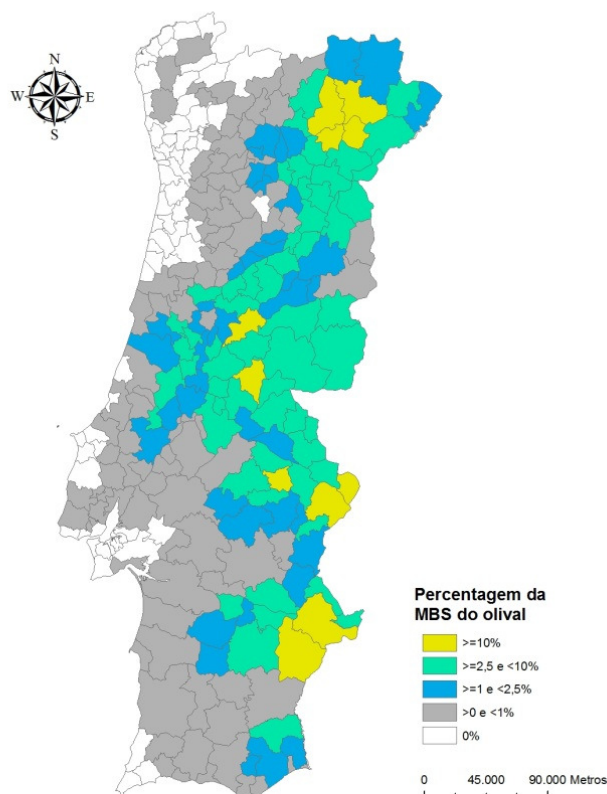 N
W E
S
Percentagem da
MBS do olival
>=10%
>=2,5 e <10%
>=1 e <2,5%
>0 e <1%
0%
0 45.000 90.000 Metros